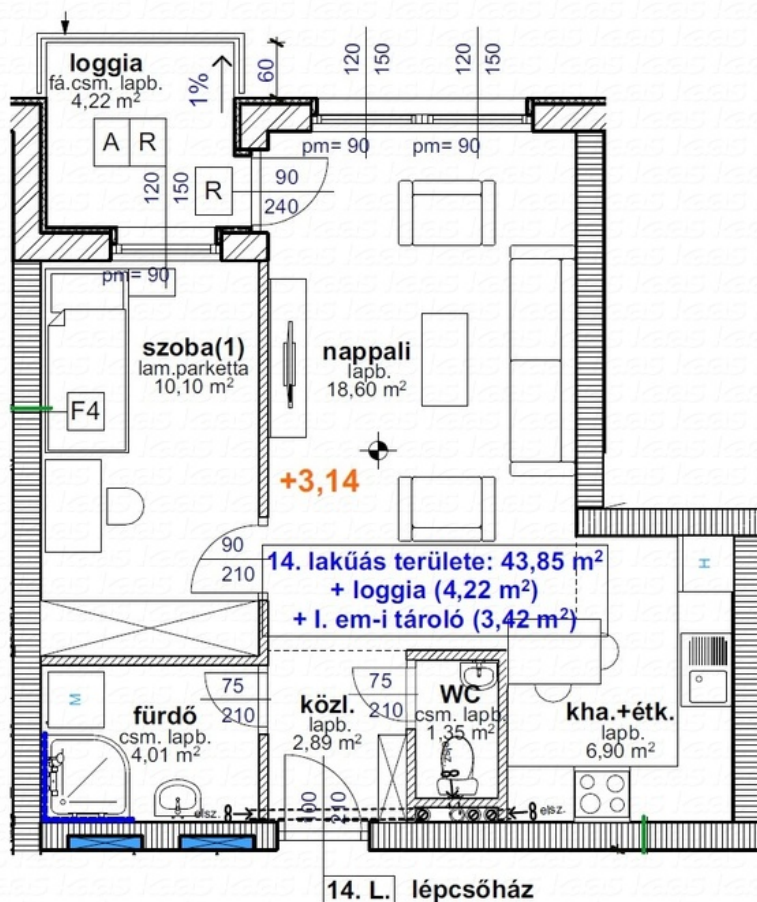 loggia
fá.csm. lapb.
4,22 m²
1%
60
120 150
120 150
A R
120 150
R
90
240
pm= 90 pm= 90
pm= 90
szoba(1)
lam.parketta
10,10 m²
nappali
lapb.
18,60 m²
F4
+3,14
90
210
14. lakűás területe: 43,85 m²
+ loggia (4,22 m²)
+ I. em-i tároló (3,42 m²)
H
M
fürdő
csm. lapb.
4,01 m²
75
210
közl.
lapb.
2,89 m²
75
210
WC
csm. lapb.
1,35 m²
kha.+étk.
lapb.
6,90 m²
elsz. 8
100
210
8
8 elsz.
14. L. lépcsőház